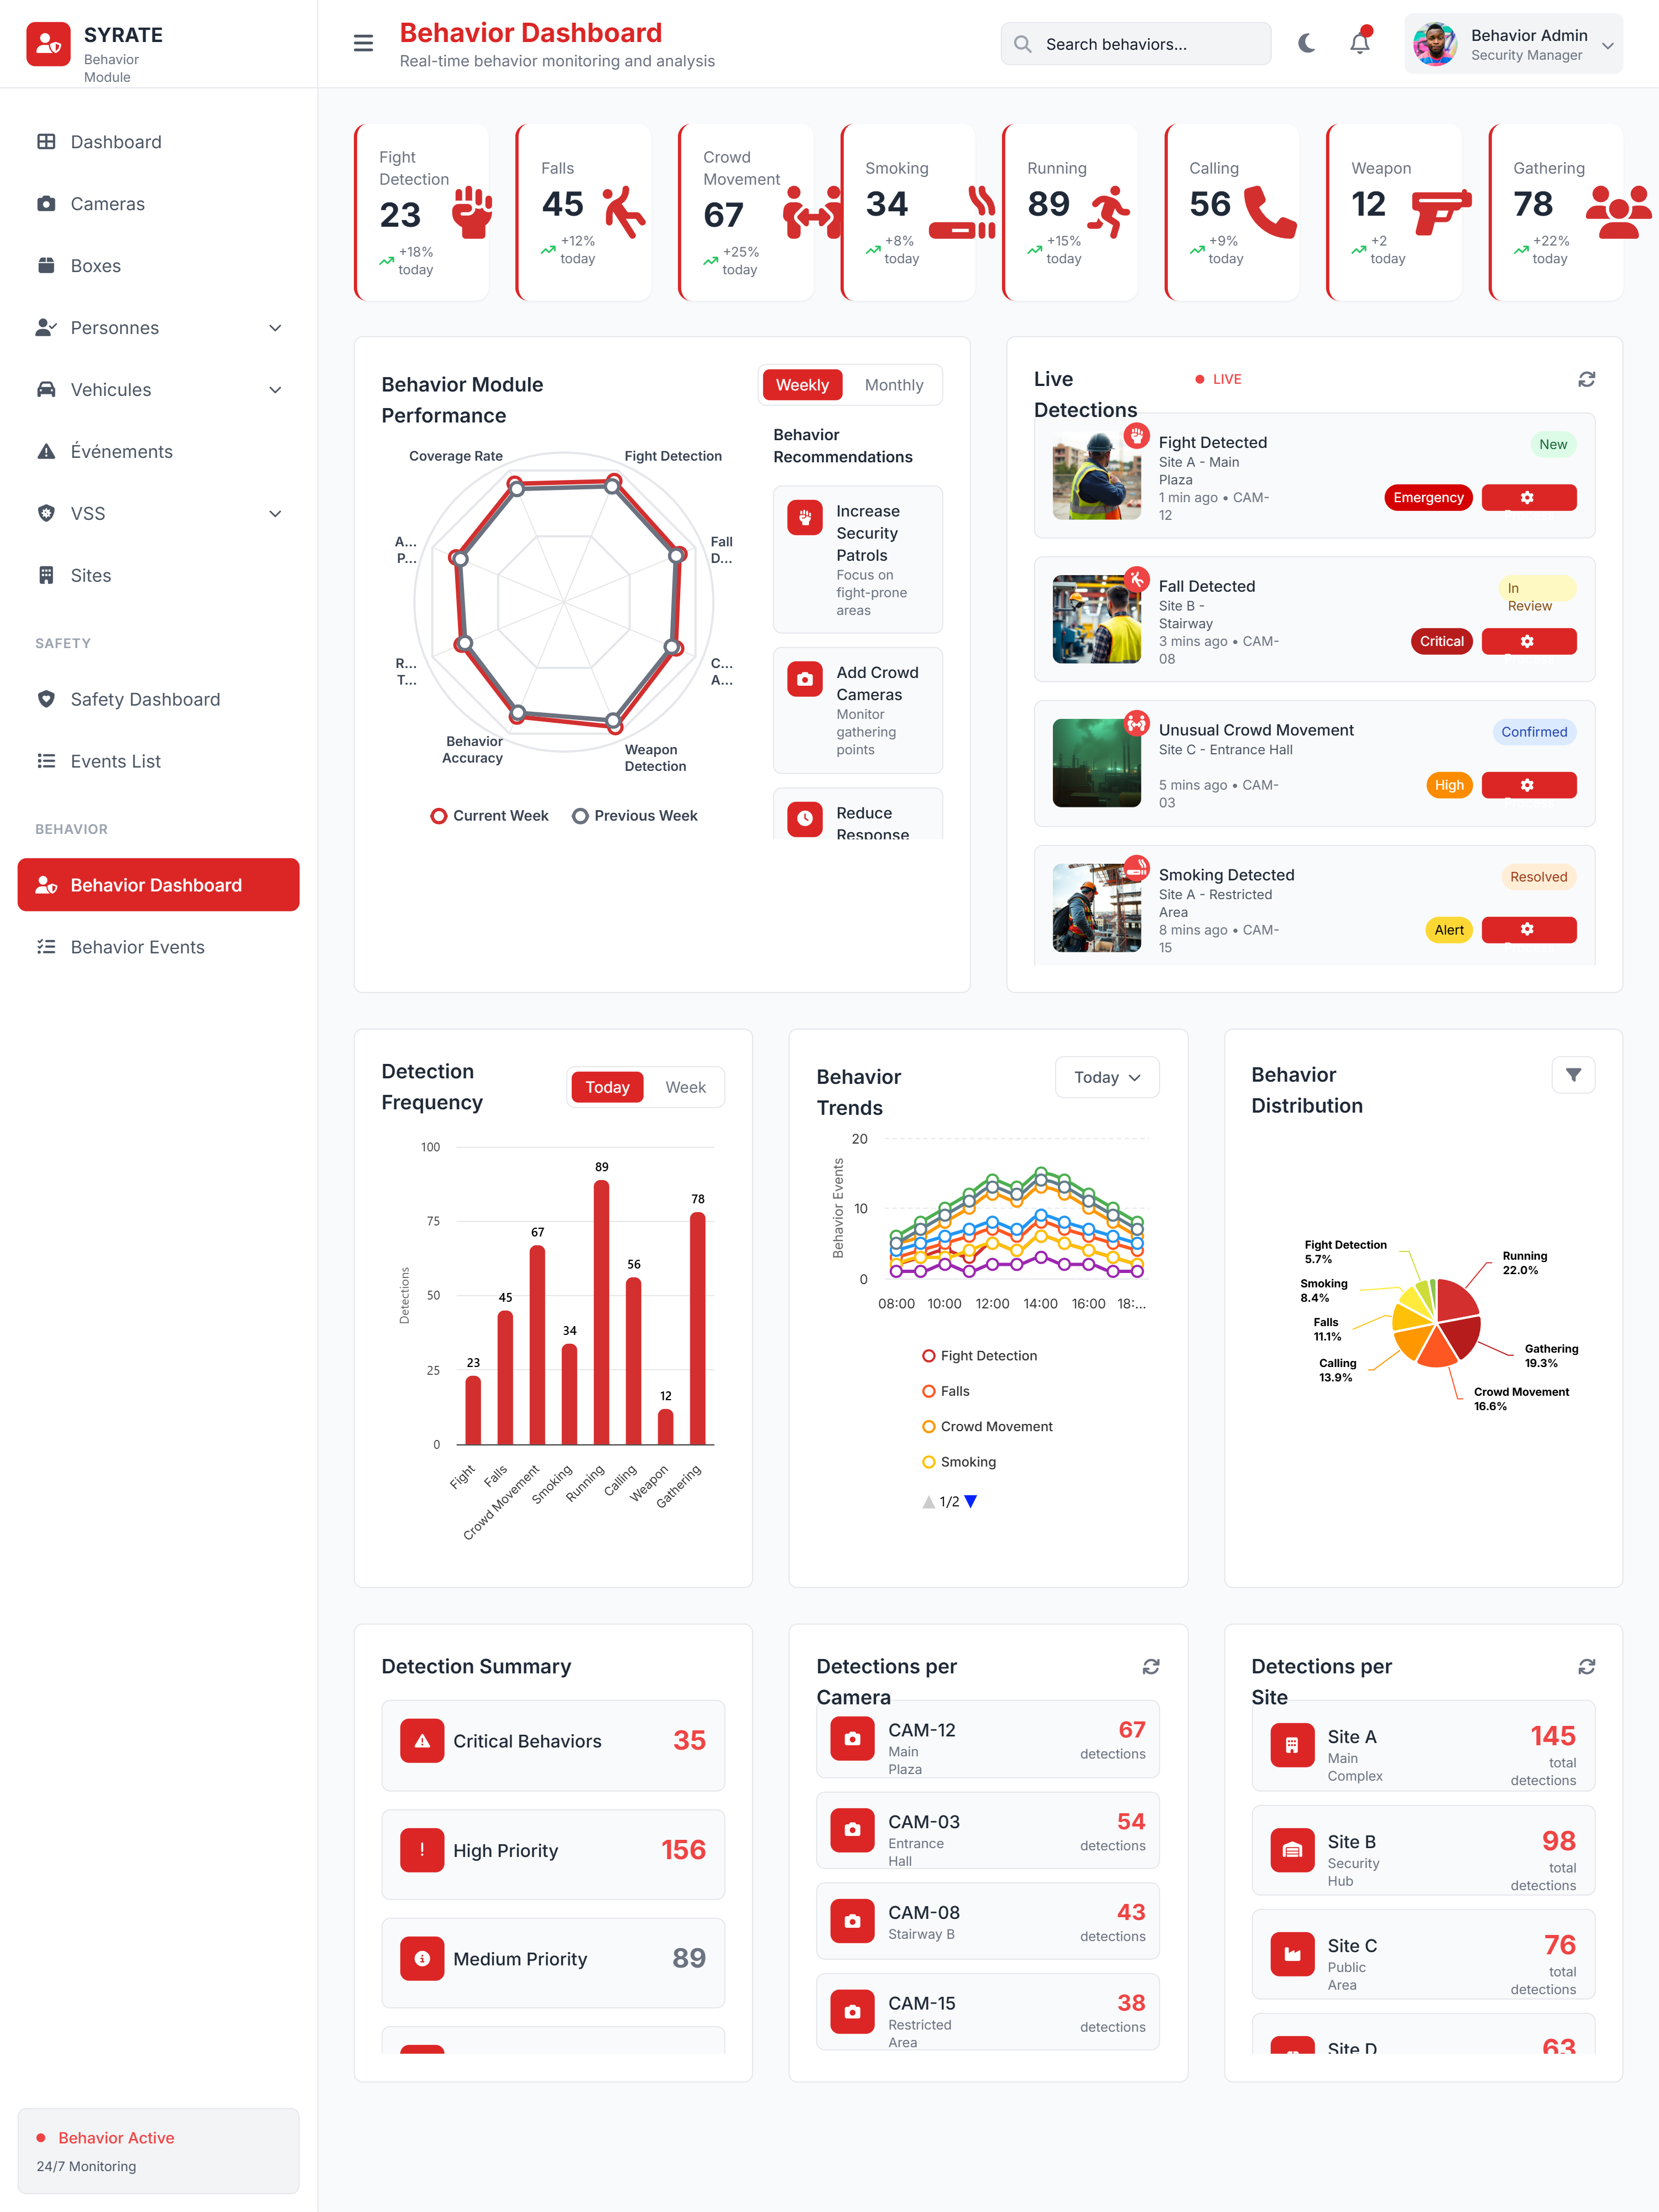 SYRATE
Behavior
Module
Dashboard
Cameras
Boxes
Personnes
Vehicules
Événements
VSS
Sites
SAFETY
Safety Dashboard
Events List
BEHAVIOR
Behavior Dashboard
Behavior Events
Behavior Active
24/7 Monitoring
Behavior Dashboard
Real-time behavior monitoring and analysis
Search behaviors...
Behavior Admin
Security Manager
Fight
Detection
23
+18%
today
Falls
45
+12%
today
Crowd
Movement
67
+25%
today
Smoking
34
+8%
today
Running
89
+15%
today
Calling
56
+9%
today
Weapon
12
+2
today
Gathering
78
+22%
today
Behavior Module
Performance
Weekly
Monthly
Coverage Rate
Fight Detection
A...
P...
Fall
D...
R...
T...
C...
A...
Behavior
Accuracy
Weapon
Detection
Current Week
Previous Week
Behavior
Recommendations
Increase
Security
Patrols
Focus on
fight-prone
areas
Add Crowd
Cameras
Monitor
gathering
points
Reduce
Response
Live
Detections
LIVE
Fight Detected
Site A - Main
Plaza
1 min ago • CAM-
12
New
Emergency
Fall Detected
Site B -
Stairway
3 mins ago • CAM-
08
In
Review
Critical
Unusual Crowd Movement
Site C - Entrance Hall
5 mins ago • CAM-
03
Confirmed
High
Smoking Detected
Site A - Restricted
Area
8 mins ago • CAM-
15
Resolved
Alert
Detection
Frequency
Today
Week
100
75
50
25
0
Detections
23
45
67
34
89
56
12
78
Fight
Falls
Crowd Movement
Smoking
Running
Calling
Weapon
Gathering
Behavior
Trends
Today
Behavior Events
20
10
0
08:00
10:00
12:00
14:00
16:00
18:...
Fight Detection
Falls
Crowd Movement
Smoking
1/2
Behavior
Distribution
Fight Detection
5.7%
Running
22.0%
Smoking
8.4%
Falls
11.1%
Gathering
19.3%
Calling
13.9%
Crowd Movement
16.6%
Detection Summary
Critical Behaviors
35
High Priority
156
Medium Priority
89
Detections per
Camera
CAM-12
Main
Plaza
67
detections
CAM-03
Entrance
Hall
54
detections
CAM-08
Stairway B
43
detections
CAM-15
Restricted
Area
38
detections
Detections per
Site
Site A
Main
Complex
145
total
detections
Site B
Security
Hub
98
total
detections
Site C
Public
Area
76
total
detections
Site D
63